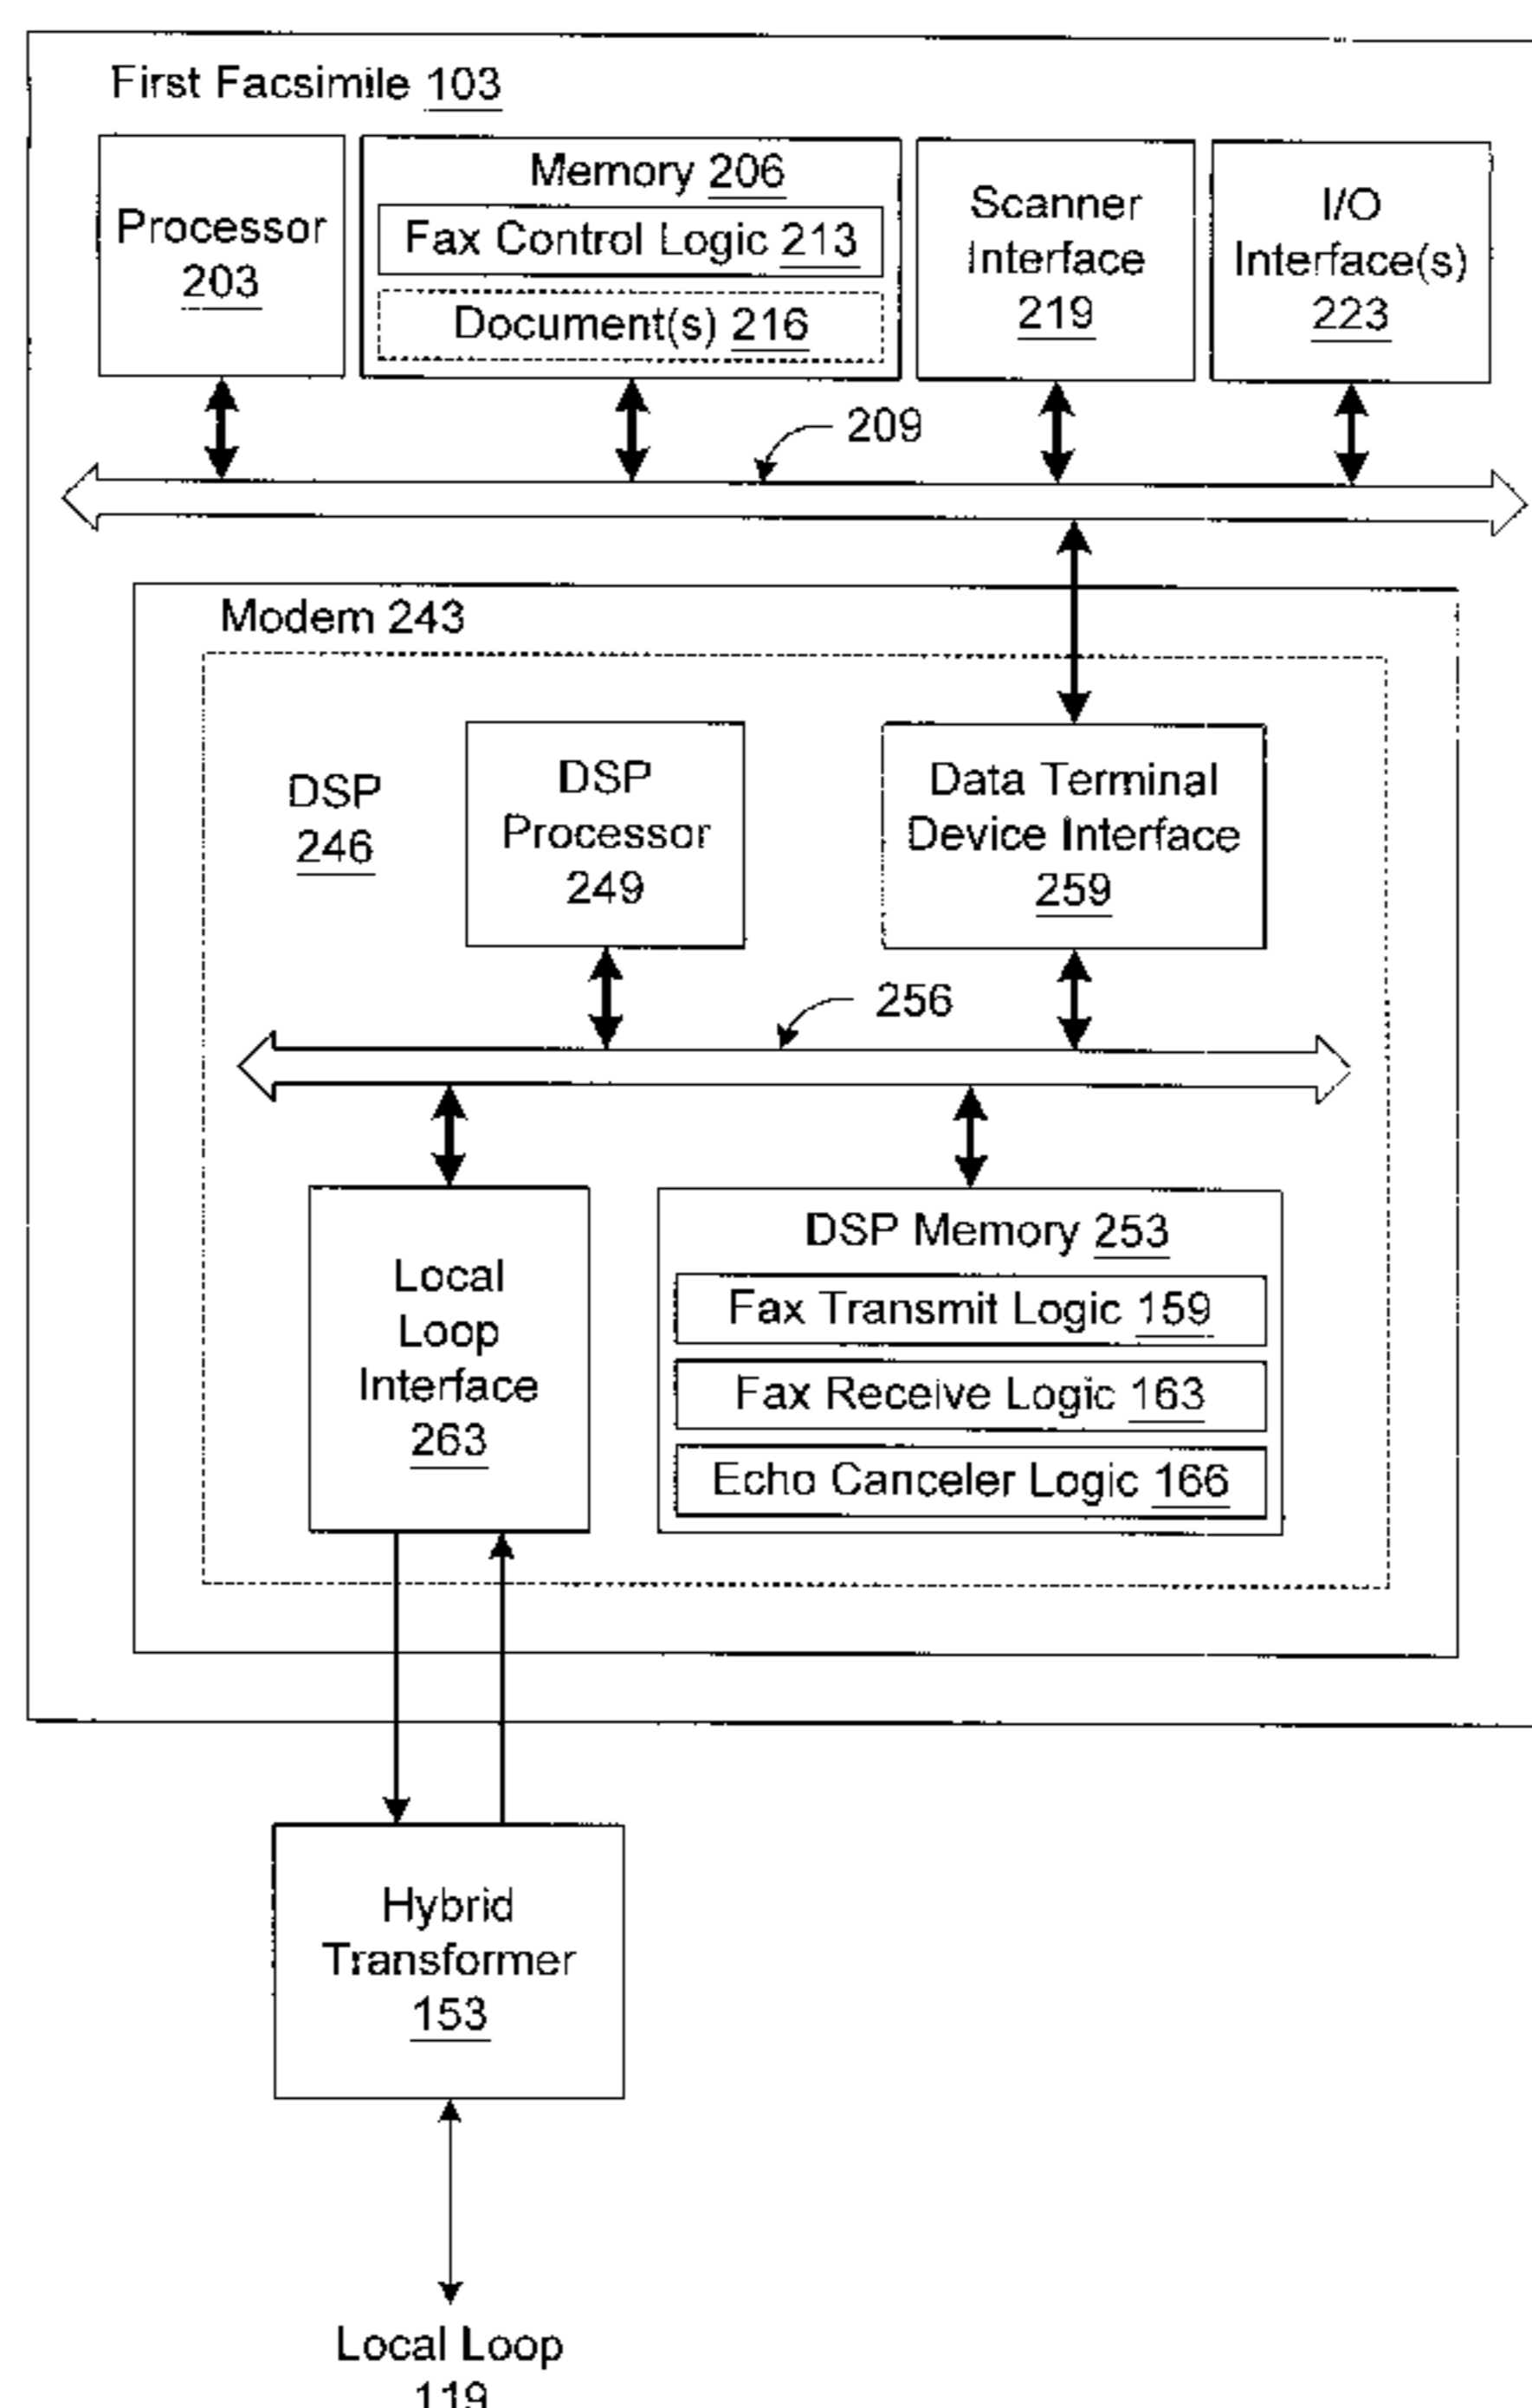 First Facsimile 103
Processor
203
Memory 206
Fax Control Logic 213
Document(s) 216
Scanner
Interface
219
I/O
Interface(s)
223
209
Modem 243
DSP
246
DSP
Processor
249
Data Terminal
Device Interface
259
256
Local
Loop
Interface
263
DSP Memory 253
Fax Transmit Logic 159
Fax Receive Logic 163
Echo Canceler Logic 166
Hybrid
Transformer
153
Local Loop
119